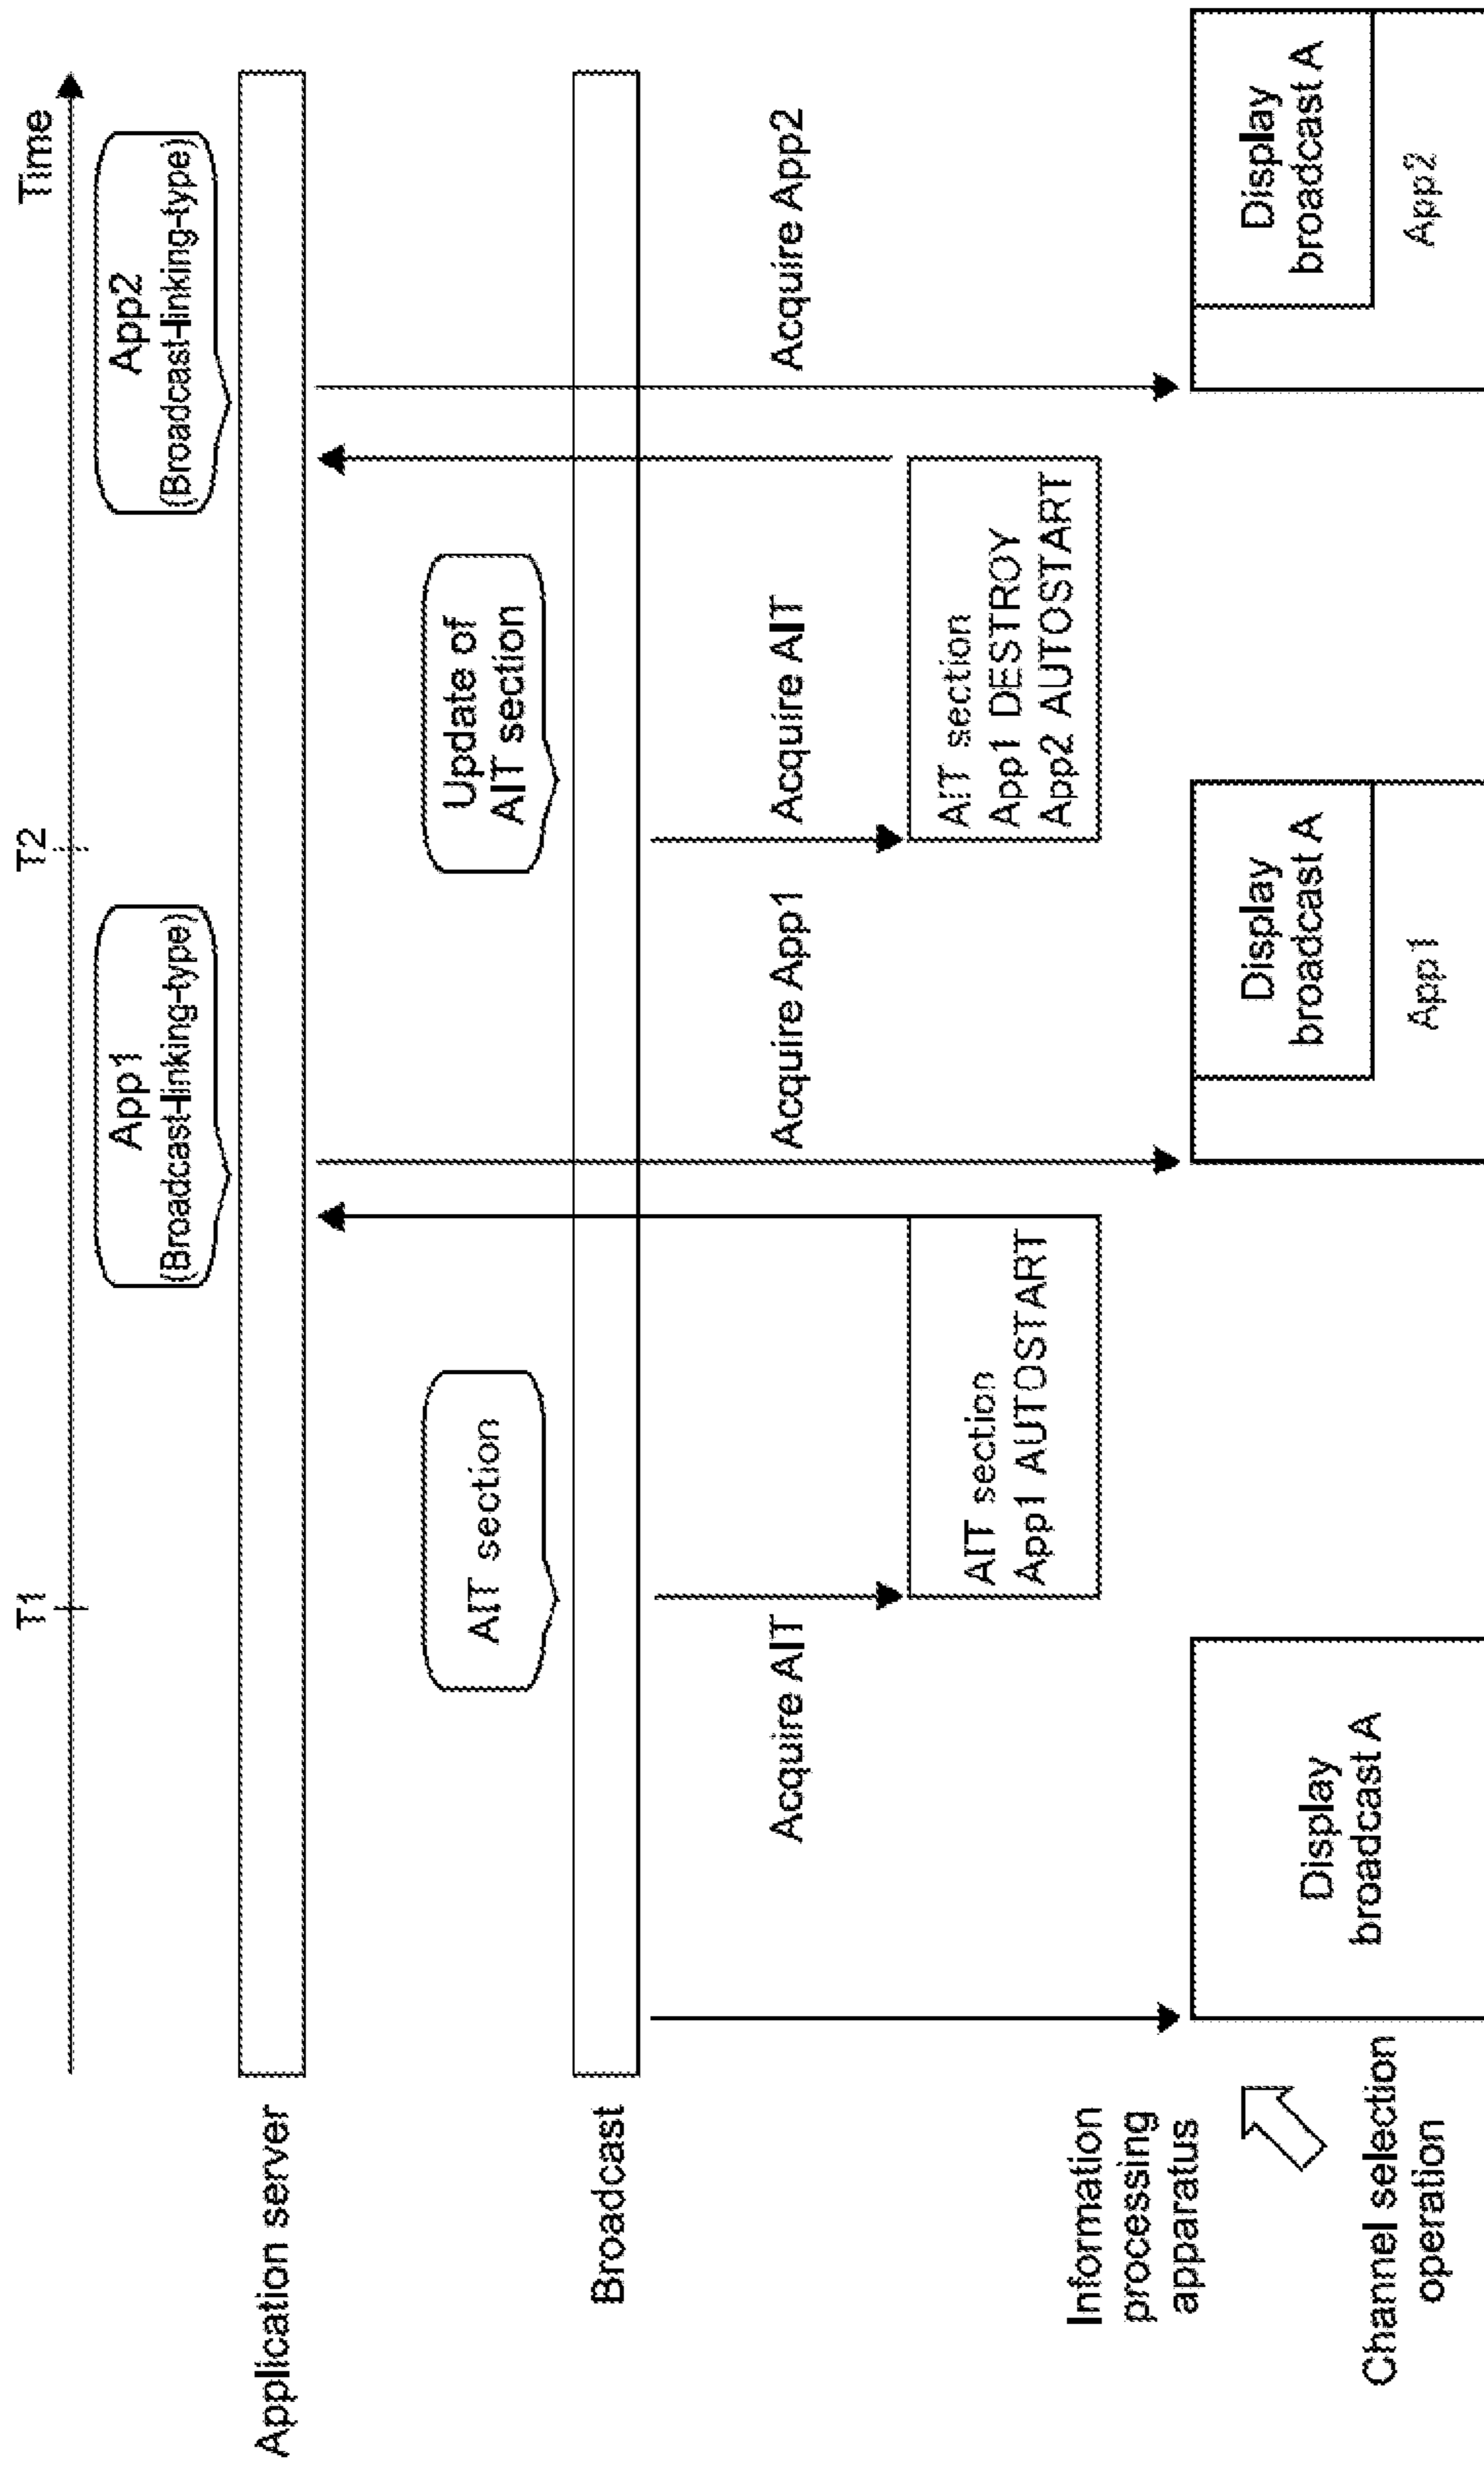 Time
T1
T2
App1
(Broadcast-linking-type)
App2
(Broadcast-linking-type)
Application server
AIT section
Update of
AIT section
Broadcast
Acquire AIT
Acquire App1
Acquire AIT
Acquire App2
AIT section
App1 AUTOSTART
AIT section
App1 DESTROY
App2 AUTOSTART
Information
processing
apparatus
Display
broadcast A
Display
broadcast A
App1
Display
broadcast A
App2
Channel selection
operation